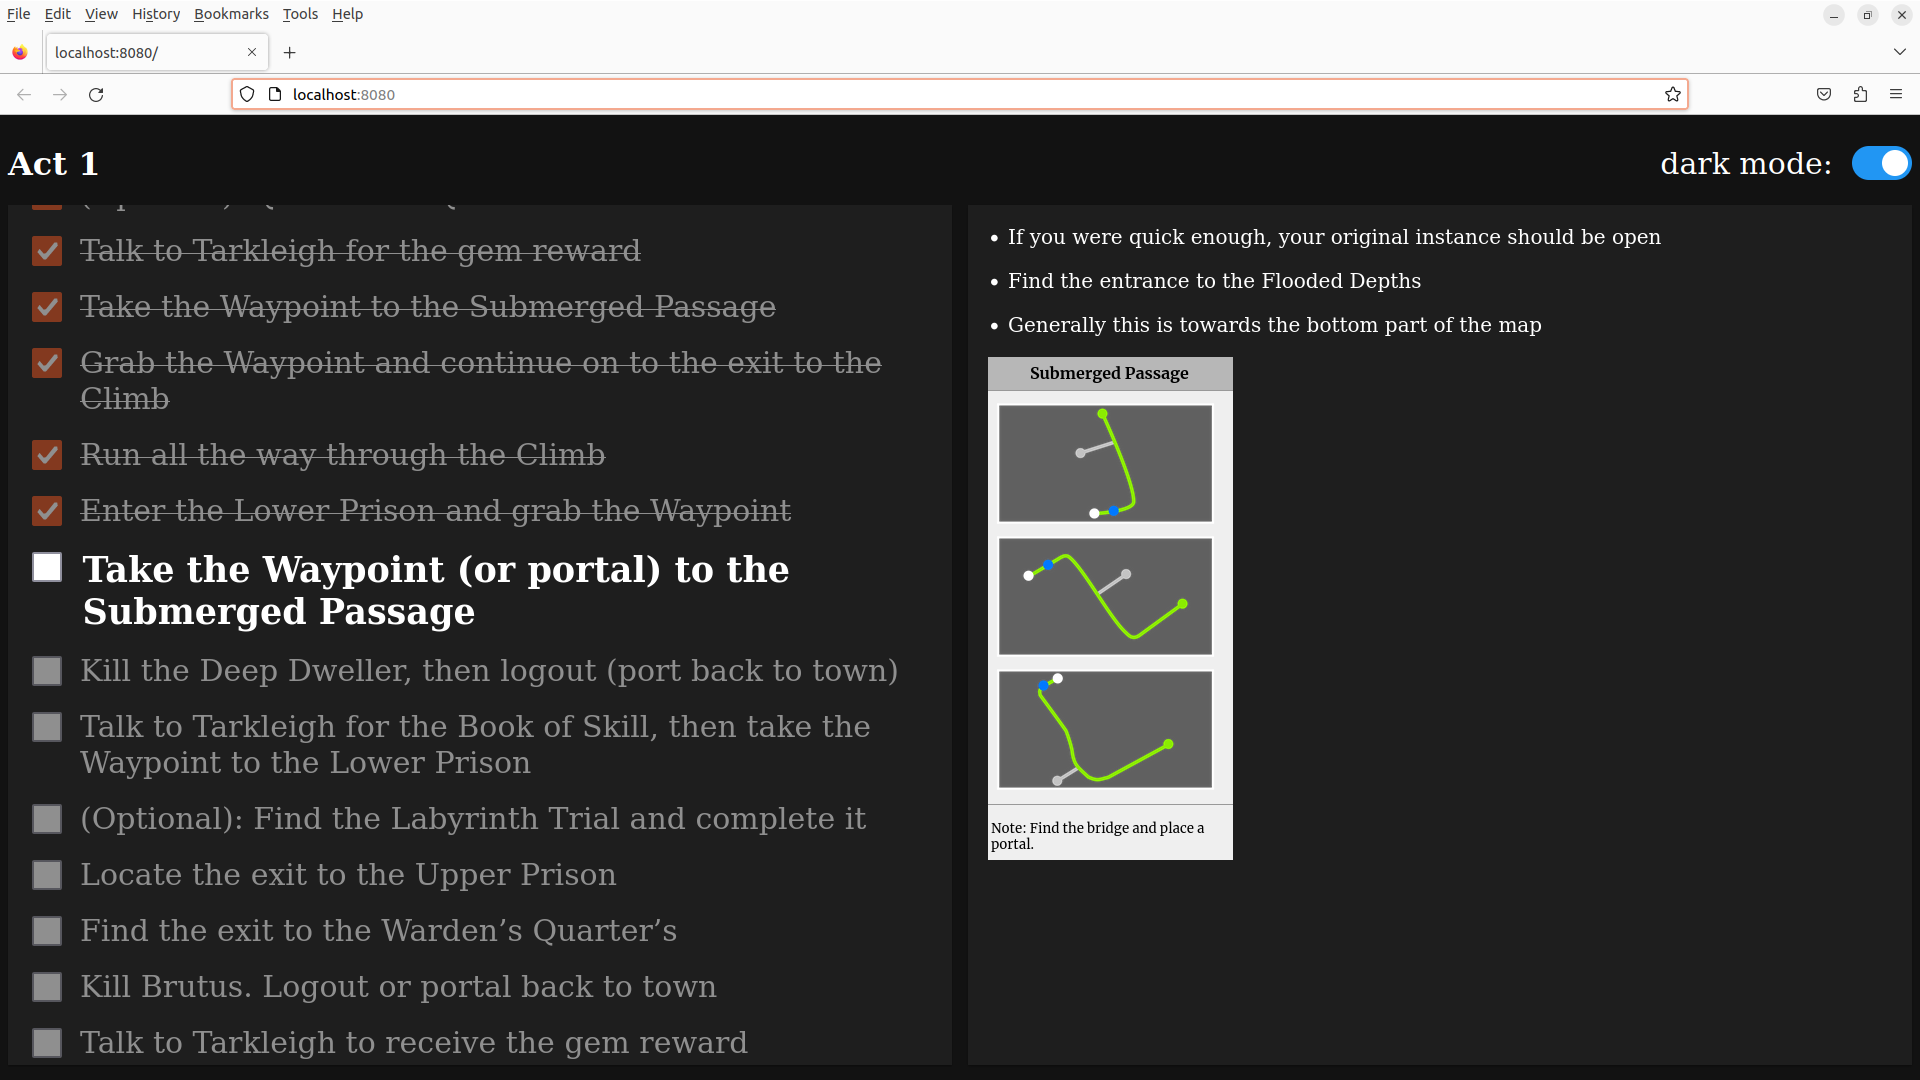 File Edit View History Bookmarks Tools Help
localhost:8080/
localhost:8080
Act 1
dark mode:
Talk to Tarkleigh for the gem reward
Take the Waypoint to the Submerged Passage
Grab the Waypoint and continue on to the exit to the
Climb
Run all the way through the Climb
Enter the Lower Prison and grab the Waypoint
Take the Waypoint (or portal) to the
Submerged Passage
Kill the Deep Dweller, then logout (port back to town)
Talk to Tarkleigh for the Book of Skill, then take the
Waypoint to the Lower Prison
(Optional): Find the Labyrinth Trial and complete it
Locate the exit to the Upper Prison
Find the exit to the Warden’s Quarter’s
Kill Brutus. Logout or portal back to town
Talk to Tarkleigh to receive the gem reward
• If you were quick enough, your original instance should be open
• Find the entrance to the Flooded Depths
• Generally this is towards the bottom part of the map
Submerged Passage
Note: Find the bridge and place a
portal.